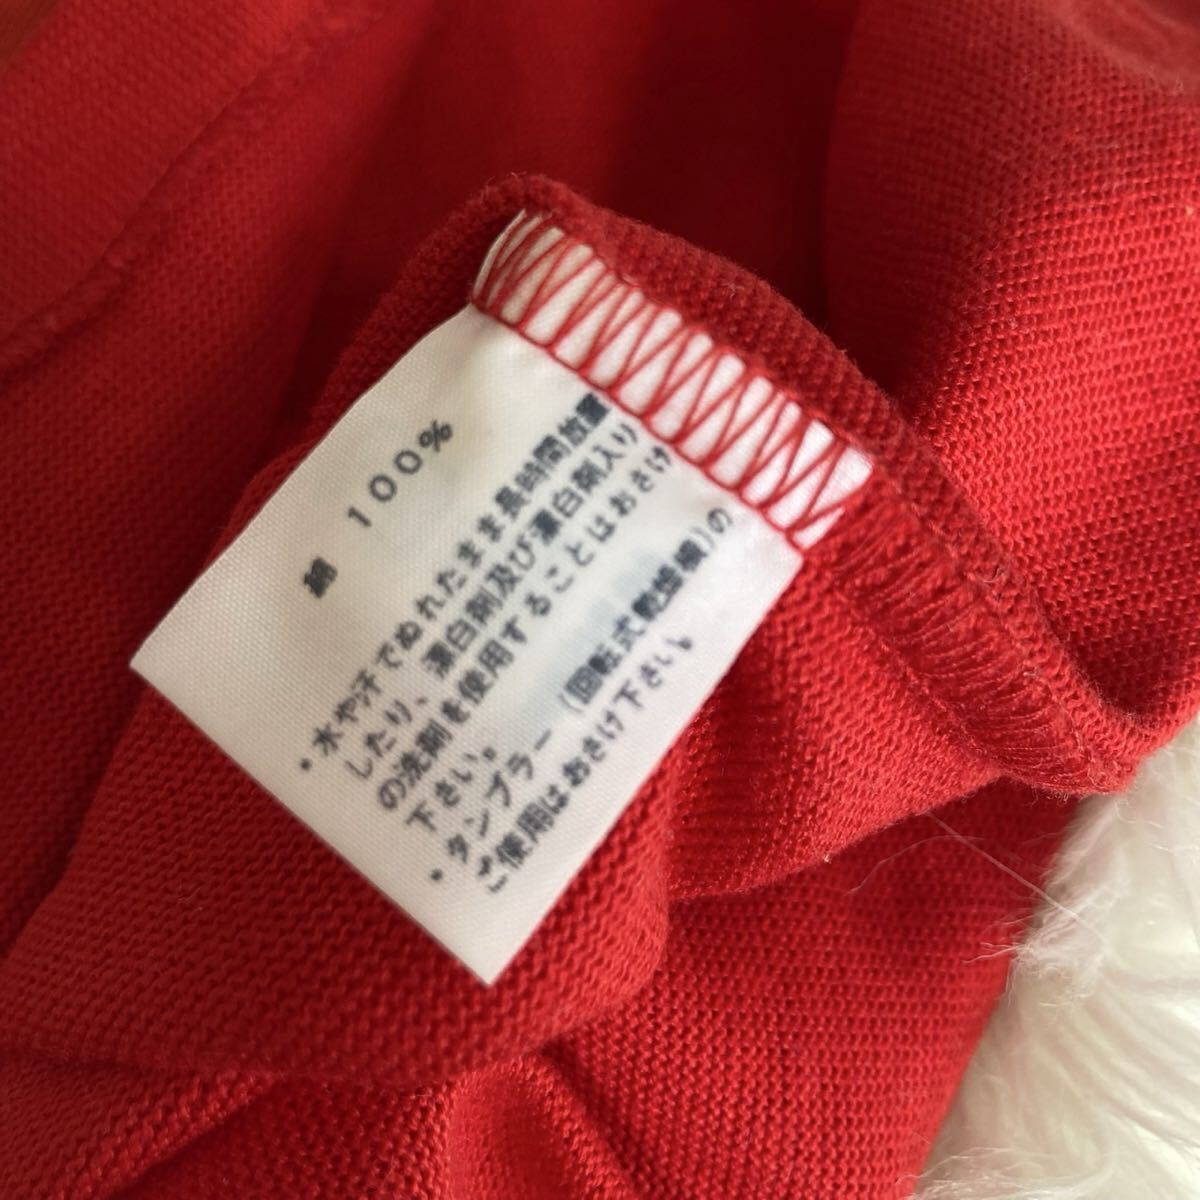 綿 100%
・水や汗でぬれたまま長時間放置
したり、漂白剤及び漂白剤入り
の洗剤を使用することはおさけ
下さい。
・タンブラー(回転式乾燥機)の
ご使用はおさけ下さい。